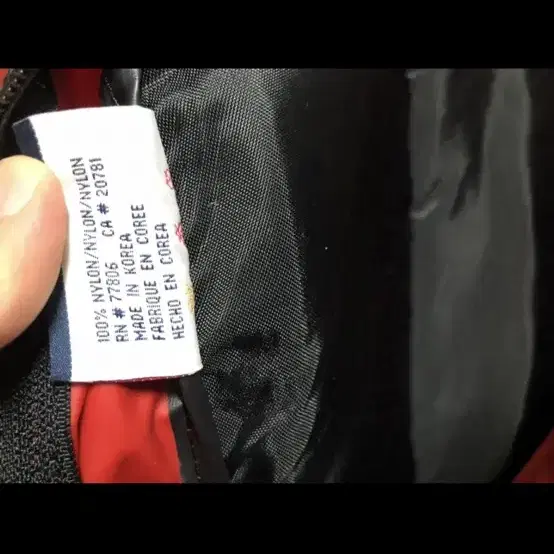 100% NYLON/NYLON/NYLON
RN # 77806 CA # 20781
MADE IN KOREA
FABRIQUE EN COREE
HECHO EN COREA